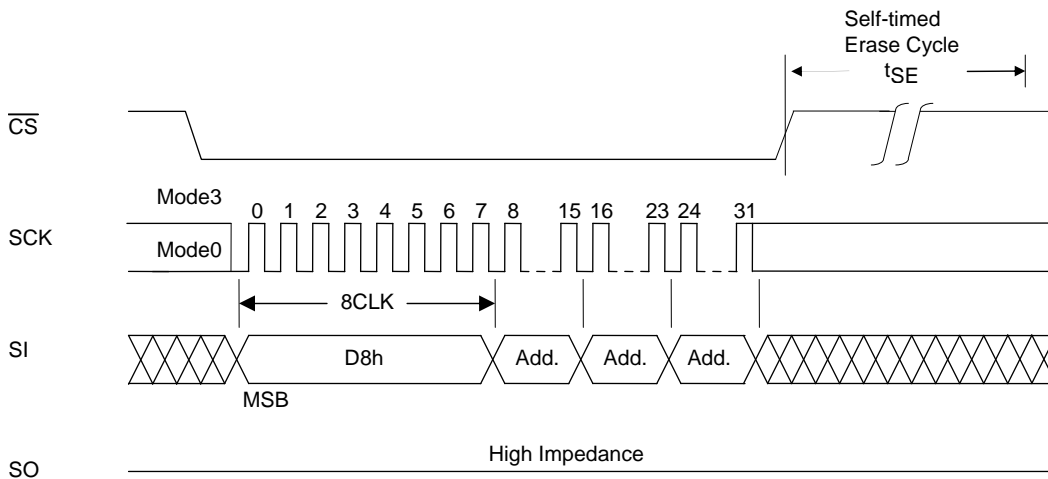 Self-timed
Erase Cycle
tSE
CS
Mode3
0 1 2 3 4 5 6 7 8 15 16 23 24 31
SCK
Mode0
8CLK
SI
D8h Add. Add. Add.
MSB
High Impedance
SO